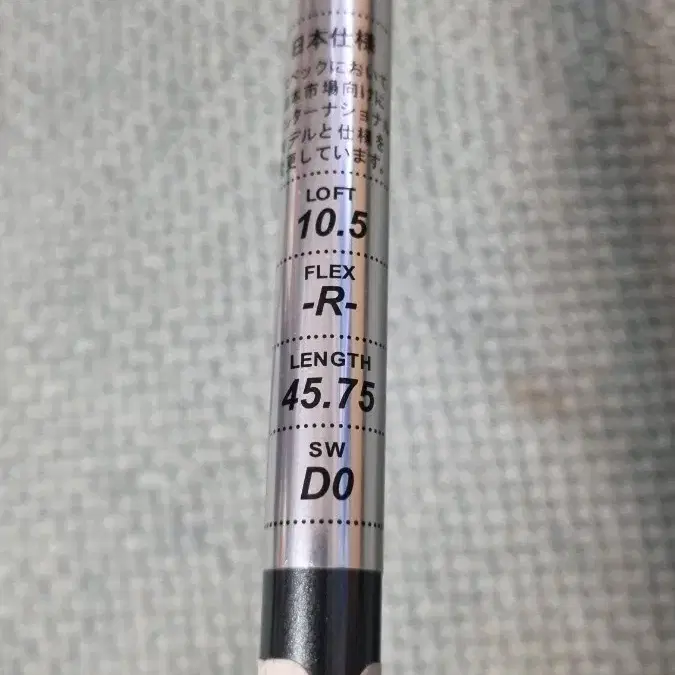 日本仕様
ペックにおいて
本市場向けに
ターナショナ
デルと仕様を
更しています。
LOFT
10.5
FLEX
-R-
LENGTH
45.75
SW
D0